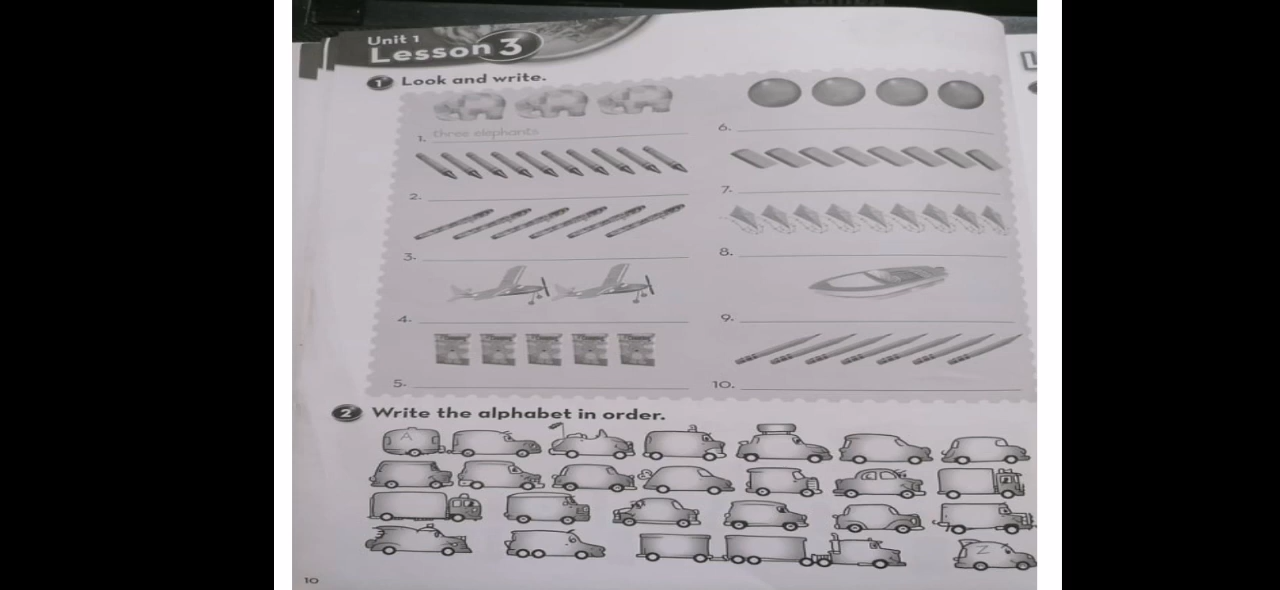 Unit 1
Lesson 3
1 Look and write.
1. three elephants
6.
2.
7.
3.
8.
4.
9.
5.
10.
2 Write the alphabet in order.
A
Z
10